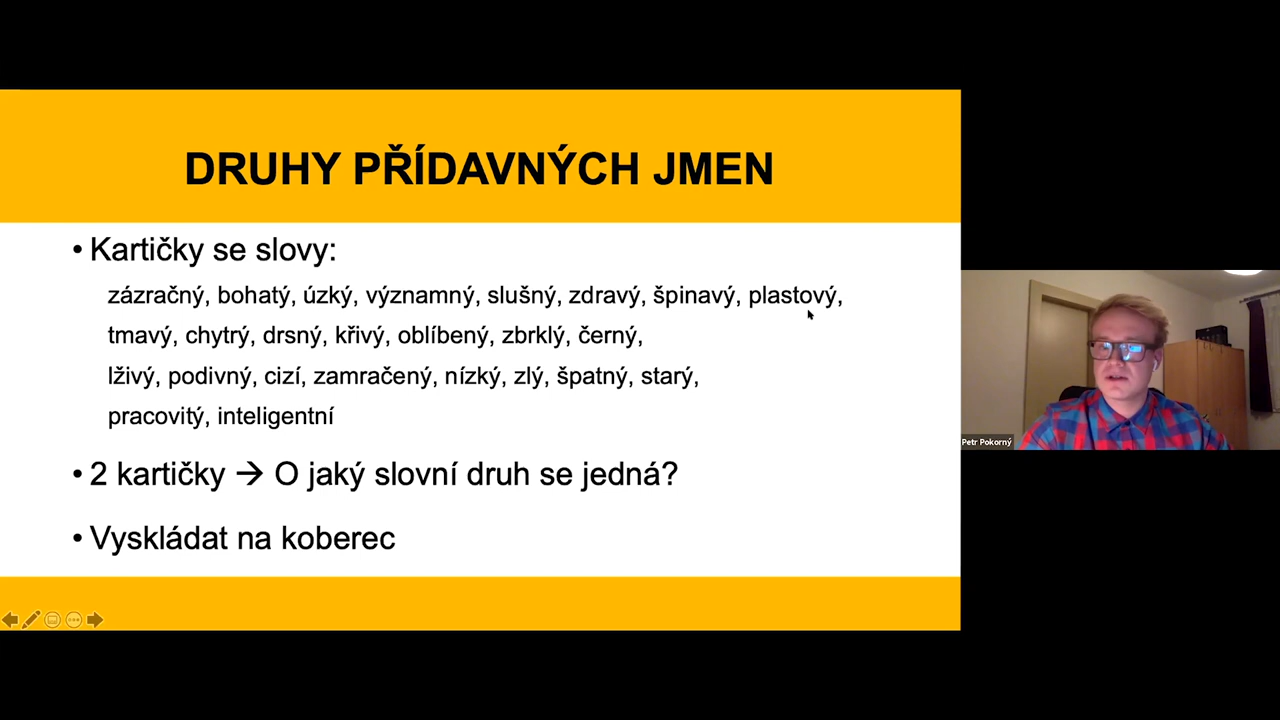 DRUHY PŘÍDAVNÝCH JMEN
• Kartičky se slovy:
zázračný, bohatý, úzký, významný, slušný, zdravý, špinavý, plastový,
tmavý, chytrý, drsný, křivý, oblíbený, zbrklý, černý,
lživý, podivný, cizí, zamračený, nízký, zlý, špatný, starý,
pracovitý, inteligentní
• 2 kartičky → O jaký slovní druh se jedná?
• Vyskládat na koberec
Petr Pokorný